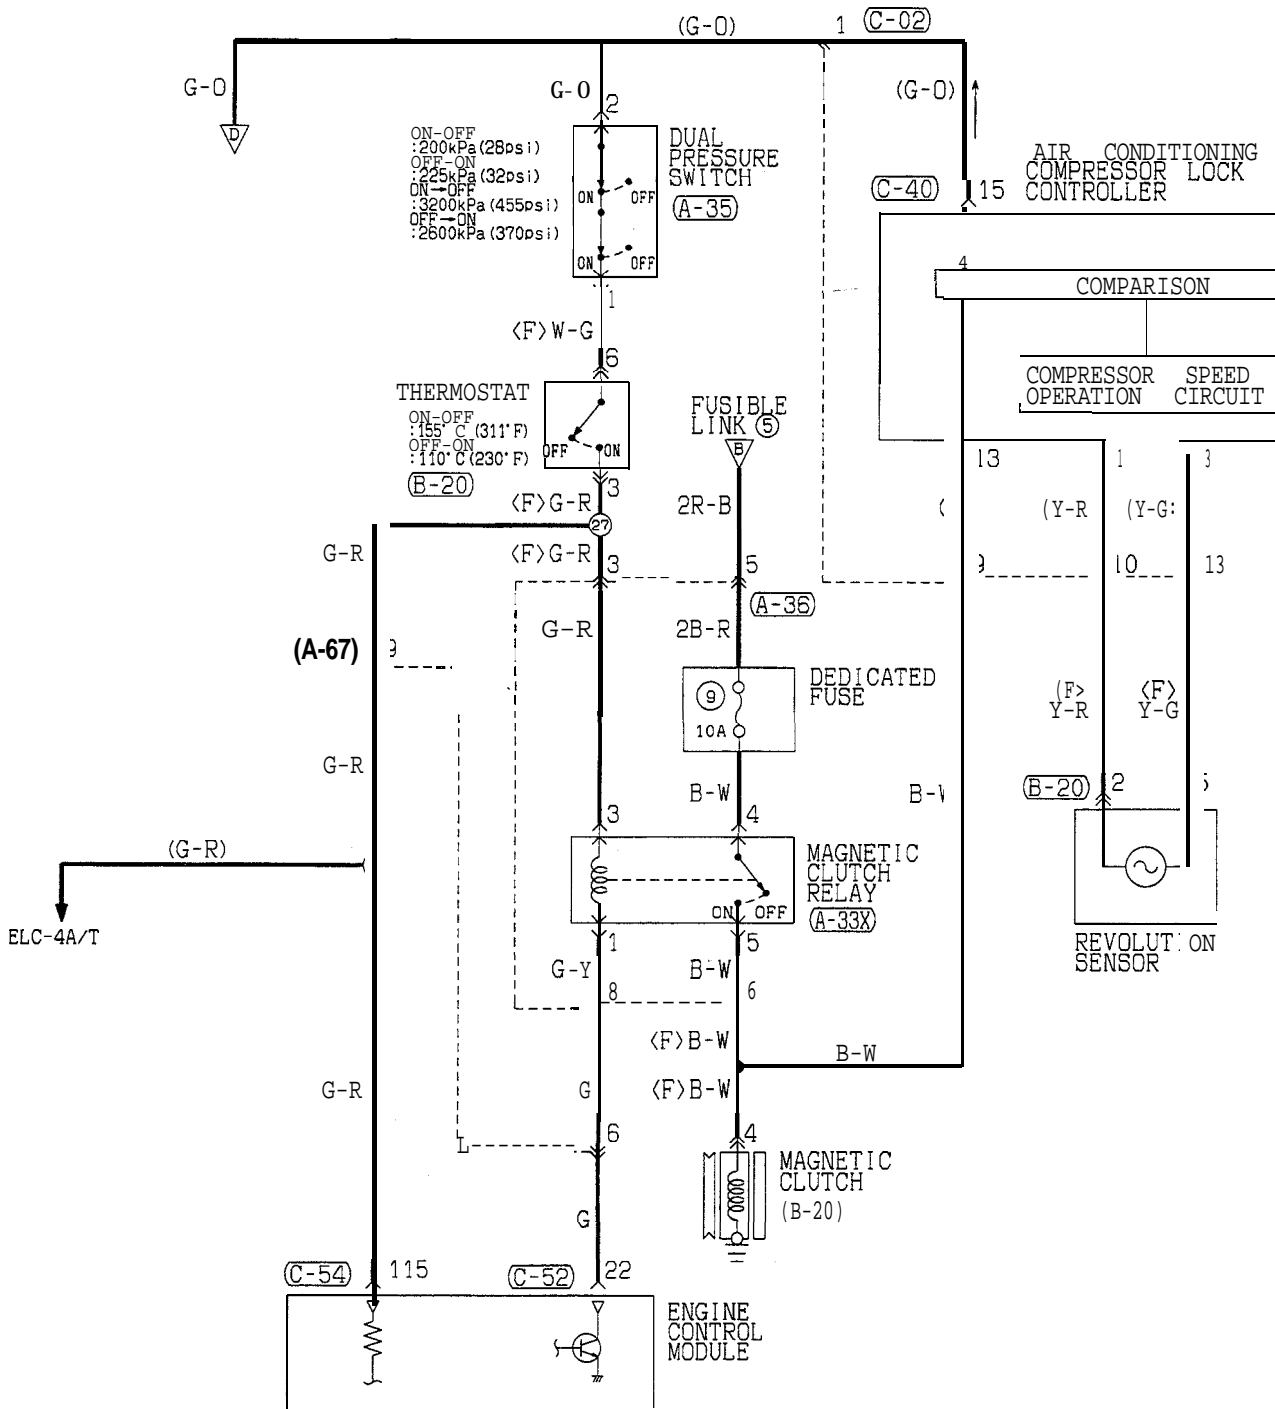 (G-O)
1 (C-02)
G-O
G-O
(G-O)
D
2
ON-OFF
:200kPa(28psi)
OFF-ON
:225kPa(32psi)
ON→OFF
:3200kPa(455psi)
OFF→ON
:2600kPa(370psi)
DUAL
PRESSURE
SWITCH
(A-35)
ON OFF
ON OFF
AIR CONDITIONING
COMPRESSOR LOCK
CONTROLLER
(C-40) 15
4
COMPARISON
COMPRESSOR SPEED
OPERATION CIRCUIT
1
<F>W-G
6
THERMOSTAT
ON-OFF
:155°C (311°F)
OFF-ON
:110°C(230°F)
(B-20)
OFF ON
FUSIBLE
LINK 5
B
3
<F>G-R
27
2R-B
13
1
3
(Y-R
(Y-G
G-R
<F>G-R
3
5
9
10
13
(A-36)
G-R
2B-R
(A-67) 9
DEDICATED
FUSE
9
10A
(F>
Y-R
<F>
Y-G
G-R
B-W
B-
(B-20) 2
3
4
(G-R)
MAGNETIC
CLUTCH
RELAY
(A-33X)
ON OFF
ELC-4A/T
REVOLUT ON
SENSOR
1
5
G-Y
B-W
8
6
<F>B-W
B-W
G-R
G
<F>B-W
L
6
4
MAGNETIC
CLUTCH
(B-20)
G
(C-54) 115
(C-52) 22
ENGINE
CONTROL
MODULE